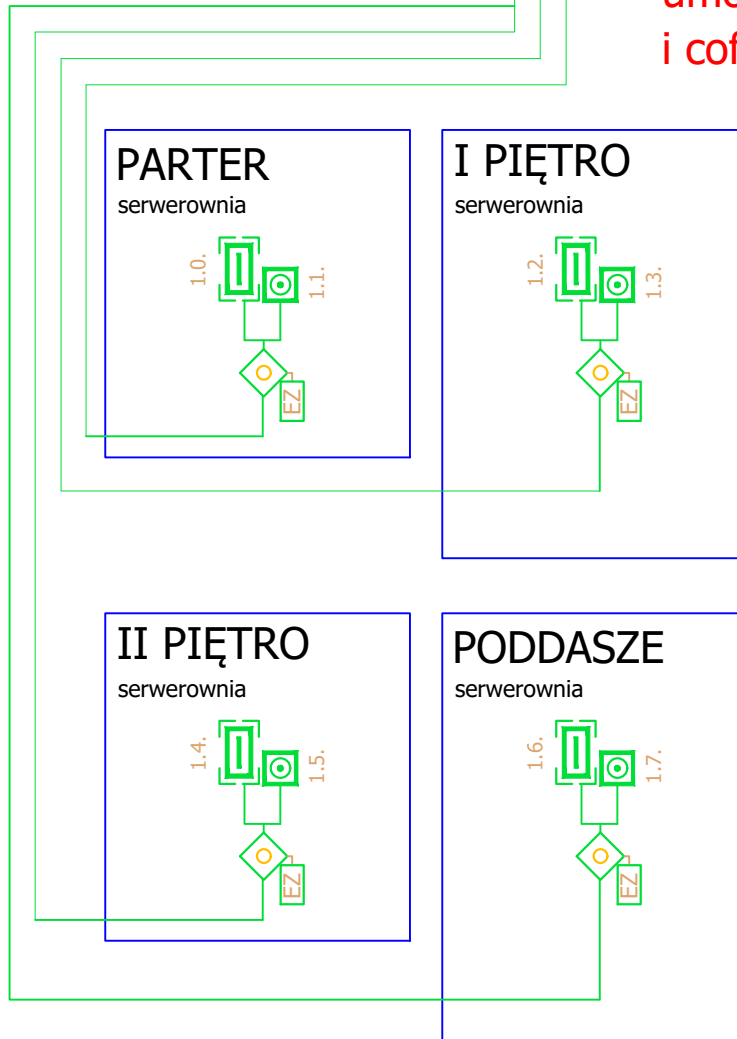 i cof
PARTER
serwerownia
1.0.
1.1.
EZ
I PIĘTRO
serwerownia
1.2.
1.3.
EZ
II PIĘTRO
serwerownia
1.4.
1.5.
EZ
PODDASZE
serwerownia
1.6.
1.7.
EZ